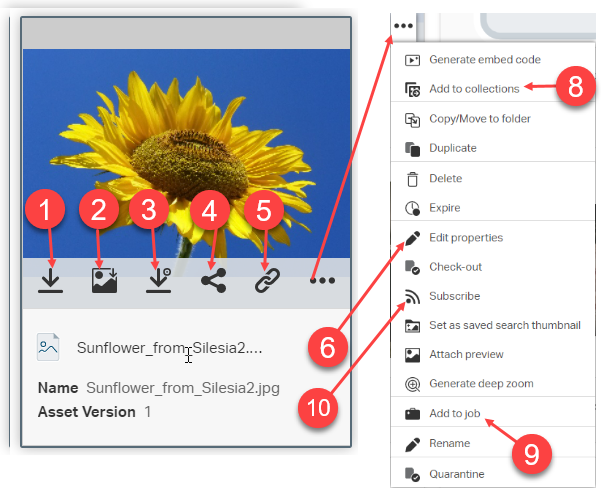 1
2
3
4
5
Sunflower_from_Silesia2....
Name Sunflower_from_Silesia2.jpg
Asset Version 1
Generate embed code
Add to collections
8
Copy/Move to folder
Duplicate
Delete
Expire
Edit properties
Check-out
Subscribe
Set as saved search thumbnail
6
Attach preview
Generate deep zoom
10
Add to job
Rename
9
Quarantine